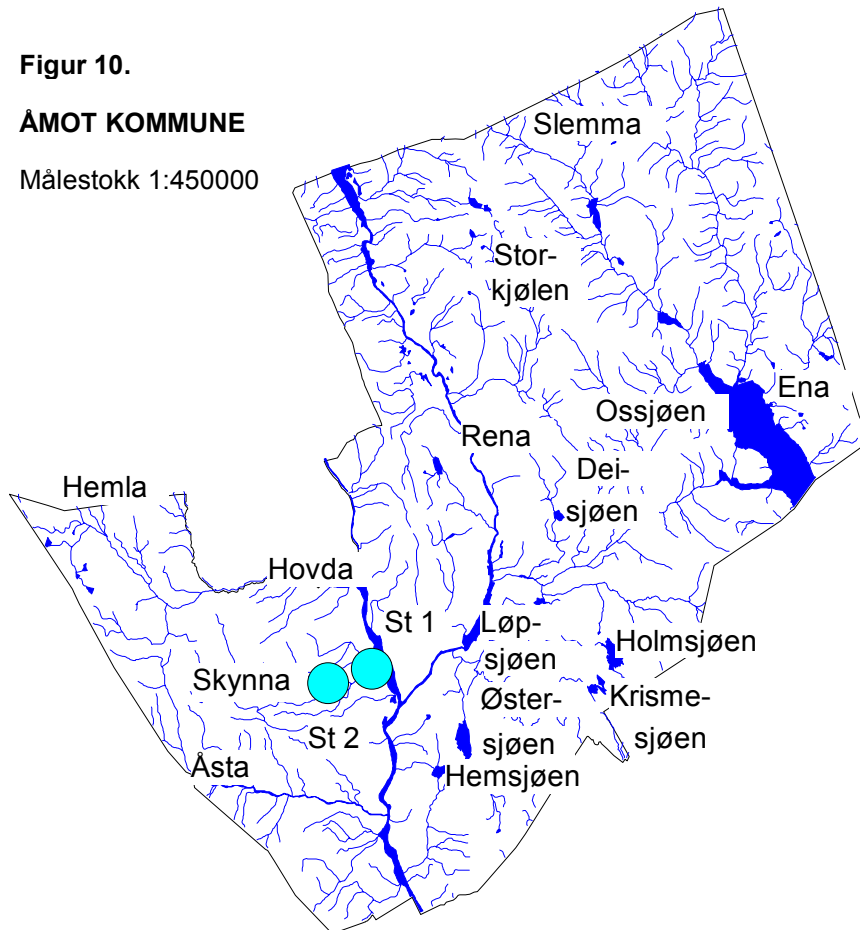 Figur 10.
ÅMOT KOMMUNE
Målestokk 1:450000
Slemma
Stor-
kjølen
Ena
Ossjøen
Rena
Dei-
sjøen
Hemla
Hovda
St 1
Løp-
sjøen
Holmsjøen
Skynna
Øster-
sjøen
Krisme-
sjøen
St 2
Hemsjøen
Åsta